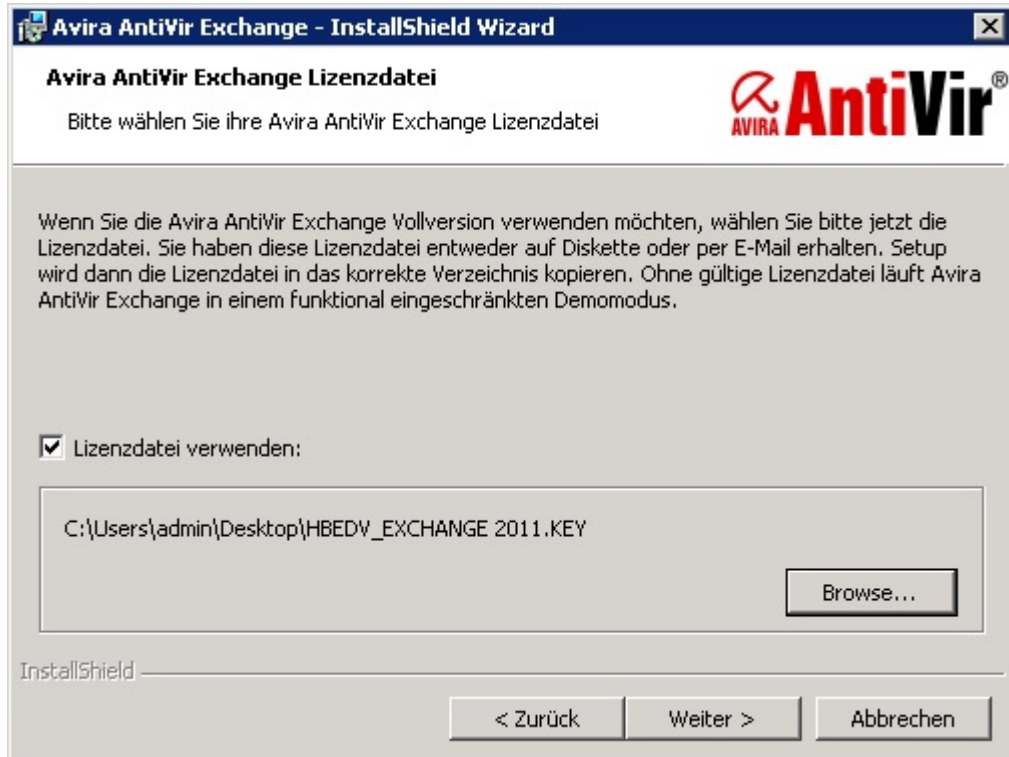 Avira AntiVir Exchange - InstallShield Wizard
Avira AntiVir Exchange Lizenzdatei
Bitte wählen Sie ihre Avira AntiVir Exchange Lizenzdatei
AVIRA AntiVir®
Wenn Sie die Avira AntiVir Exchange Vollversion verwenden möchten, wählen Sie bitte jetzt die
Lizenzdatei. Sie haben diese Lizenzdatei entweder auf Diskette oder per E-Mail erhalten. Setup
wird dann die Lizenzdatei in das korrekte Verzeichnis kopieren. Ohne gültige Lizenzdatei läuft Avira
AntiVir Exchange in einem funktional eingeschränkten Demomodus.
Lizenzdatei verwenden:
C:\Users\admin\Desktop\HBEDV_EXCHANGE 2011.KEY
Browse...
InstallShield
< Zurück
Weiter >
Abbrechen